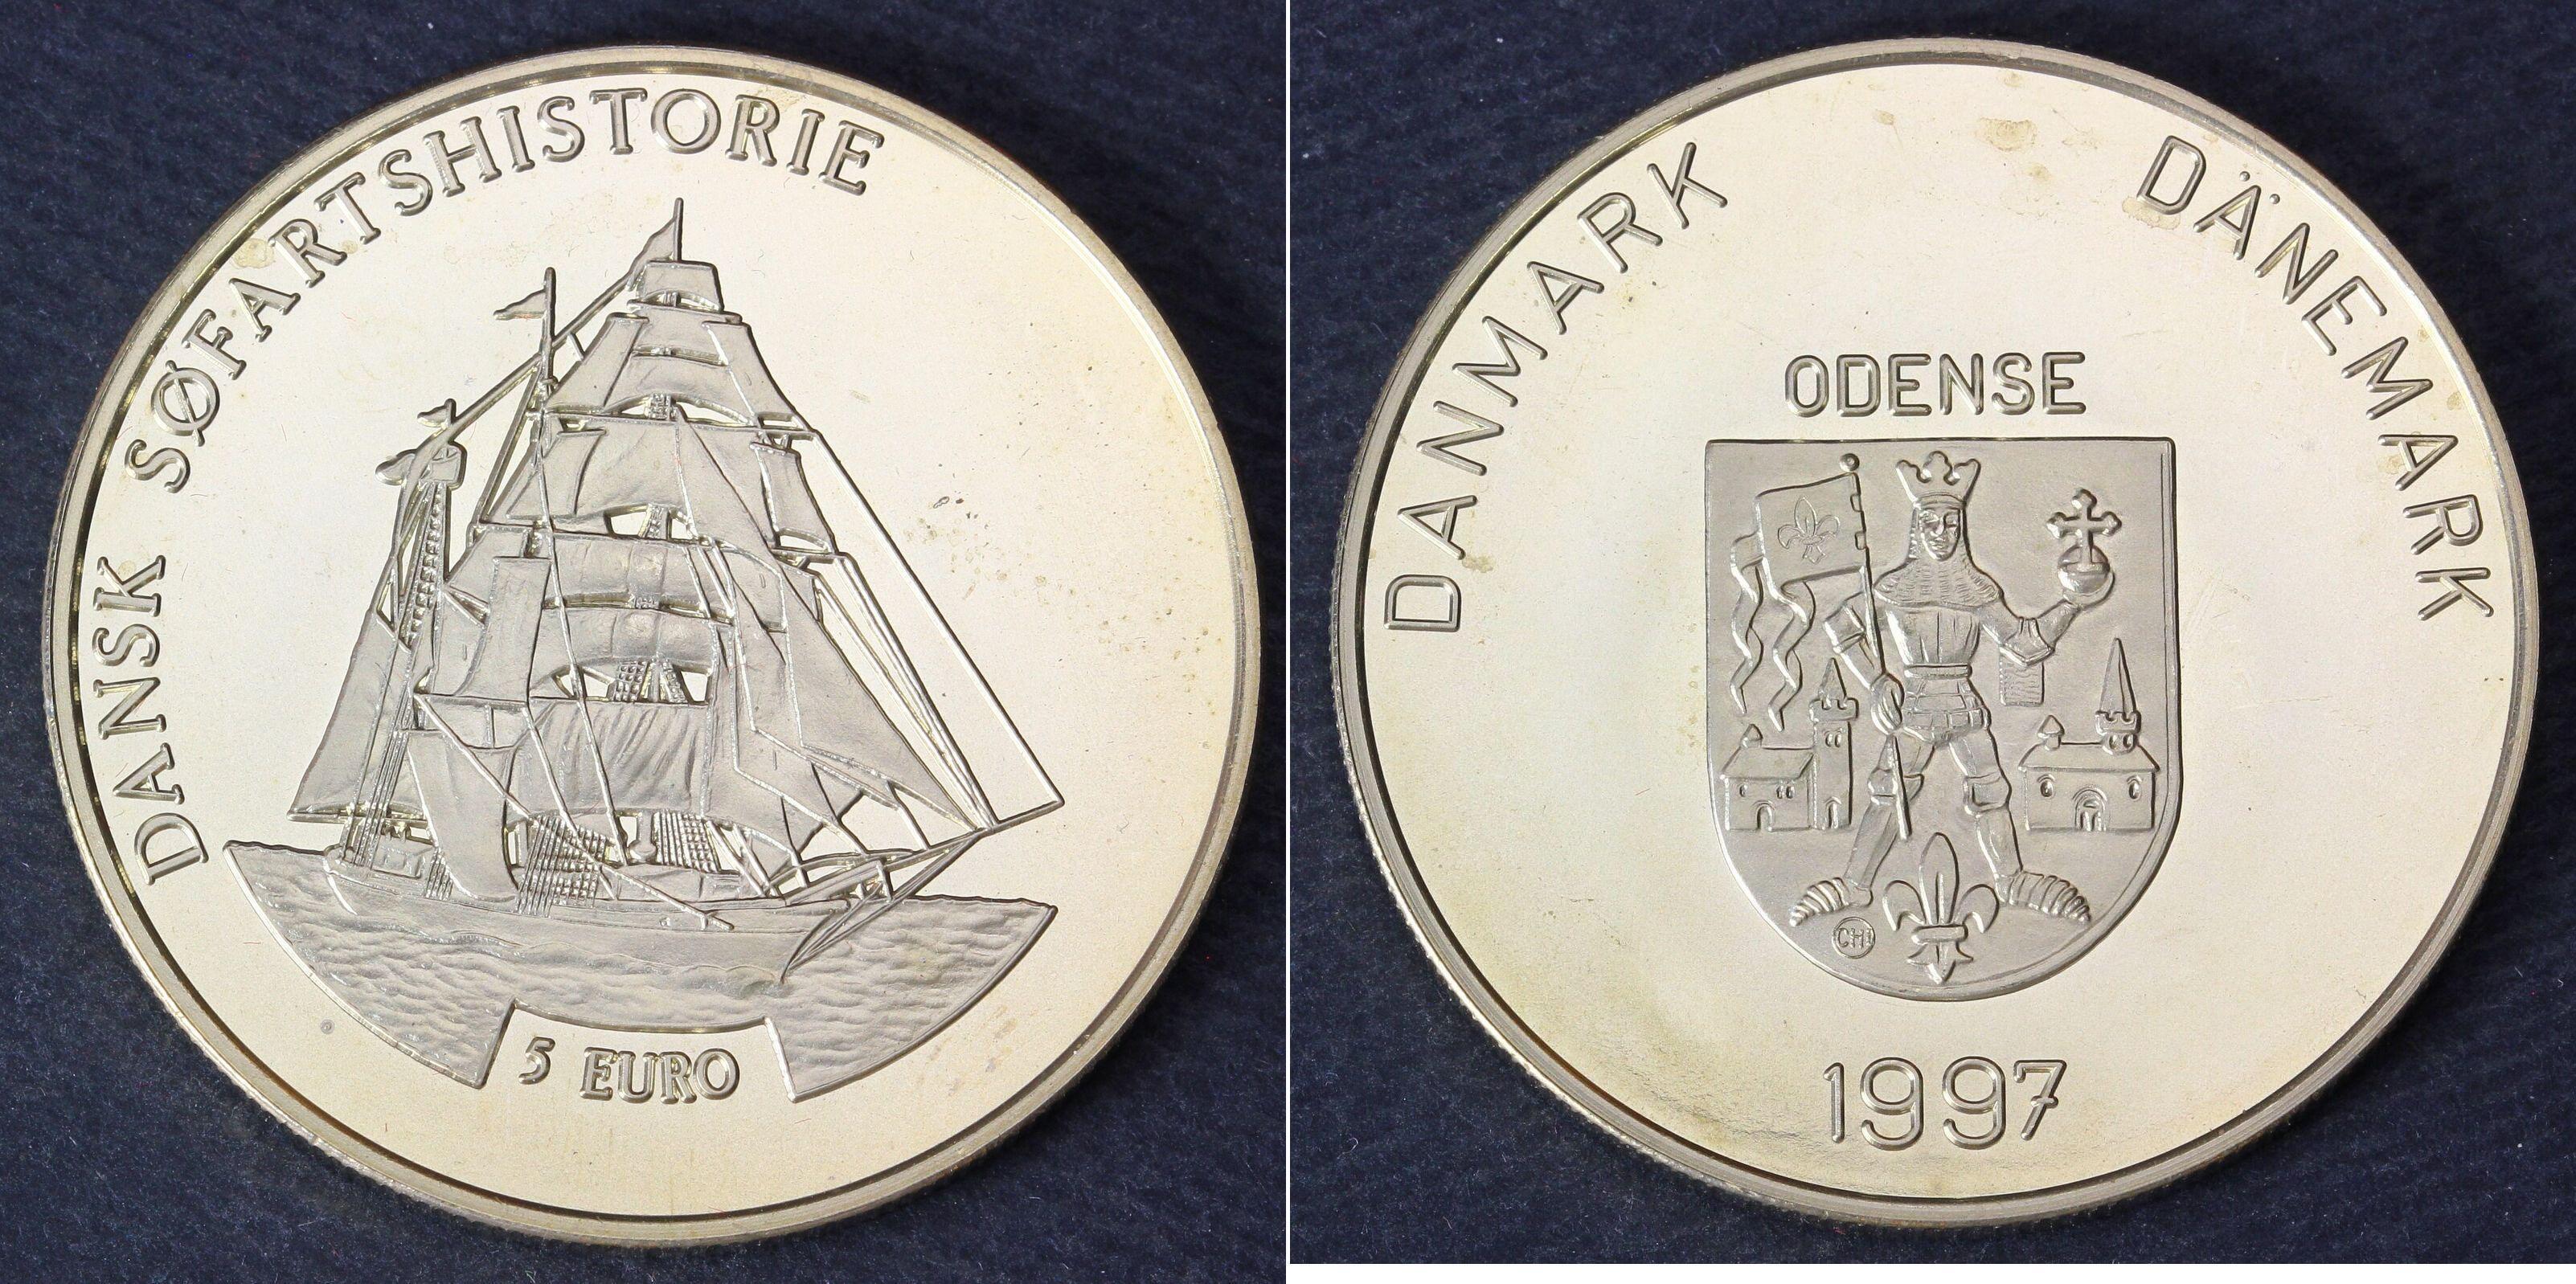 DANSK SØFARTSHISTORIE
5 EURO
DANMARK
DÄNEMARK
ODENSE
CHI
1997